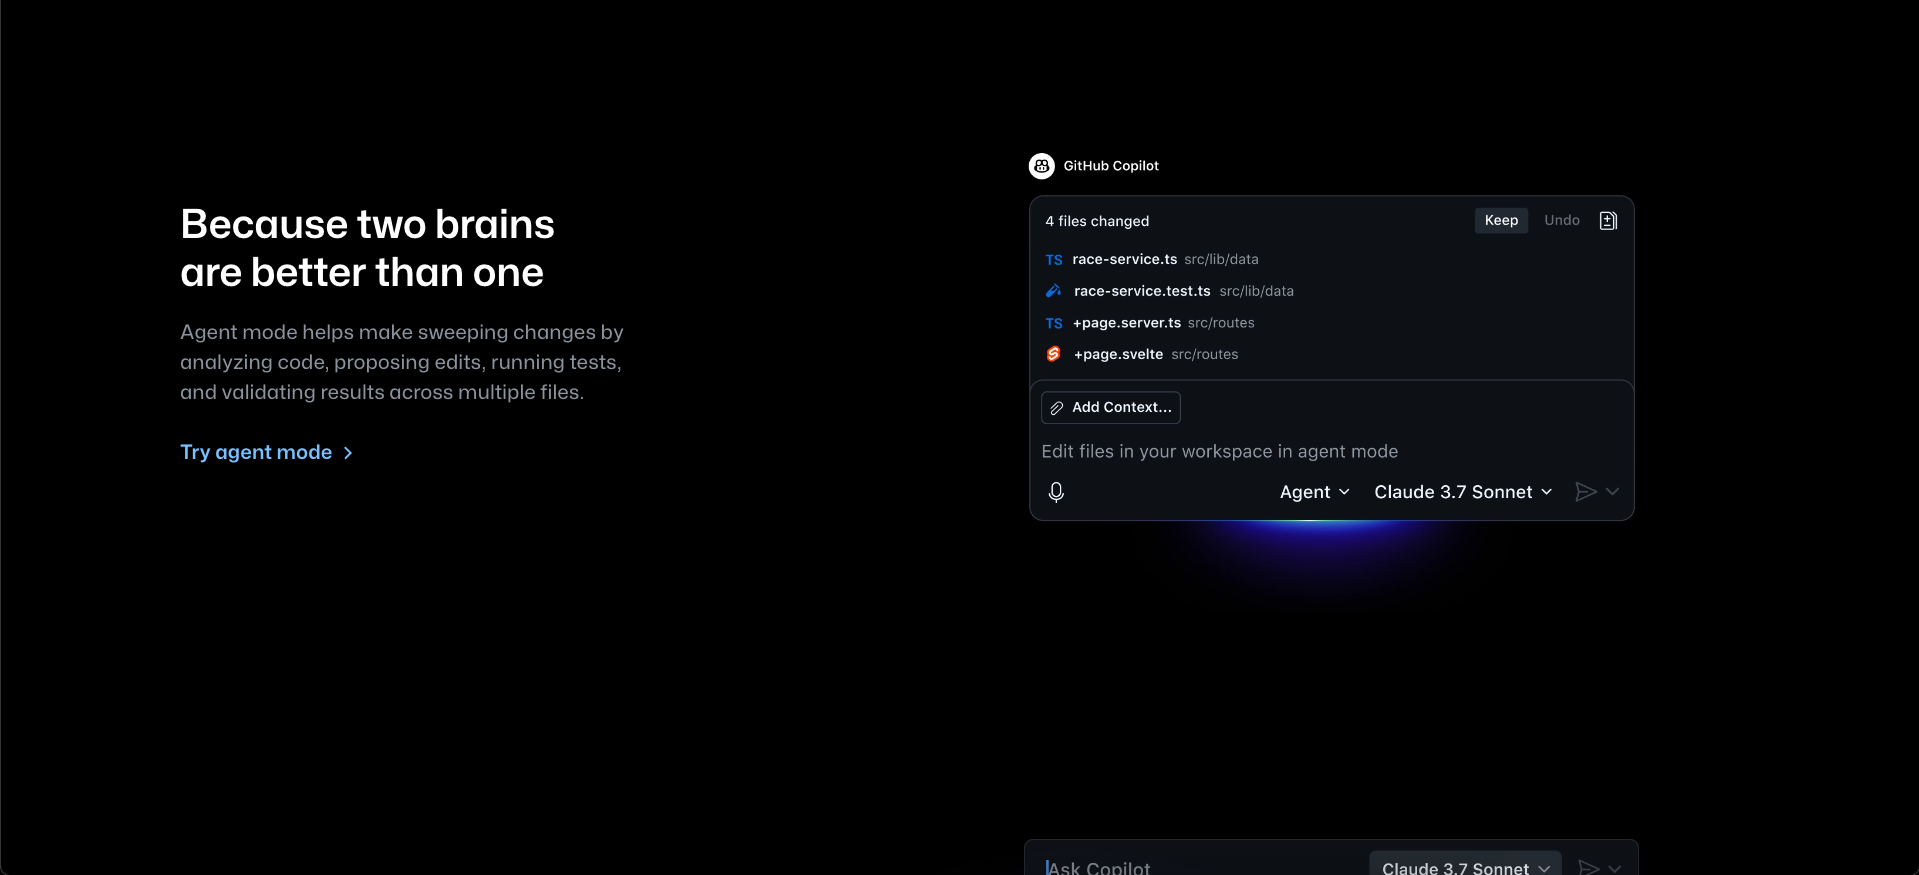 Because two brains
are better than one
Agent mode helps make sweeping changes by
analyzing code, proposing edits, running tests,
and validating results across multiple files.
Try agent mode
GitHub Copilot
4 files changed
Keep Undo
TS race-service.ts src/lib/data
race-service.test.ts src/lib/data
TS +page.server.ts src/routes
+page.svelte src/routes
Add Context...
Edit files in your workspace in agent mode
Agent Claude 3.7 Sonnet
Ask Copilot Claude 3.7 Sonnet